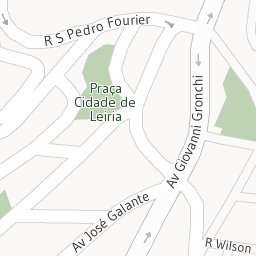 R S Pedro Fourier
Praça
Cidade de
Leiria
Av Giovanni Gronchi
Av José Galante
R Wilson